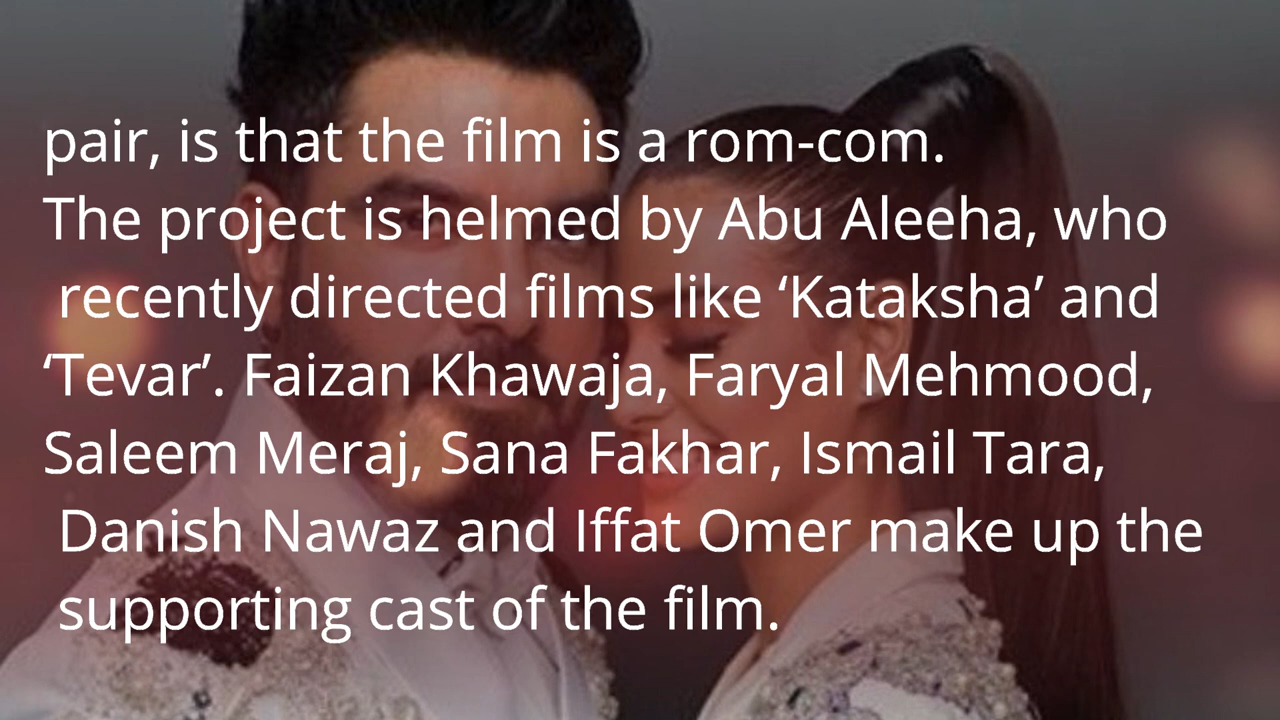 pair, is that the film is a rom-com.
The project is helmed by Abu Aleeha, who
recently directed films like ‘Kataksha’ and
‘Tevar’. Faizan Khawaja, Faryal Mehmood,
Saleem Meraj, Sana Fakhar, Ismail Tara,
Danish Nawaz and Iffat Omer make up the
supporting cast of the film.